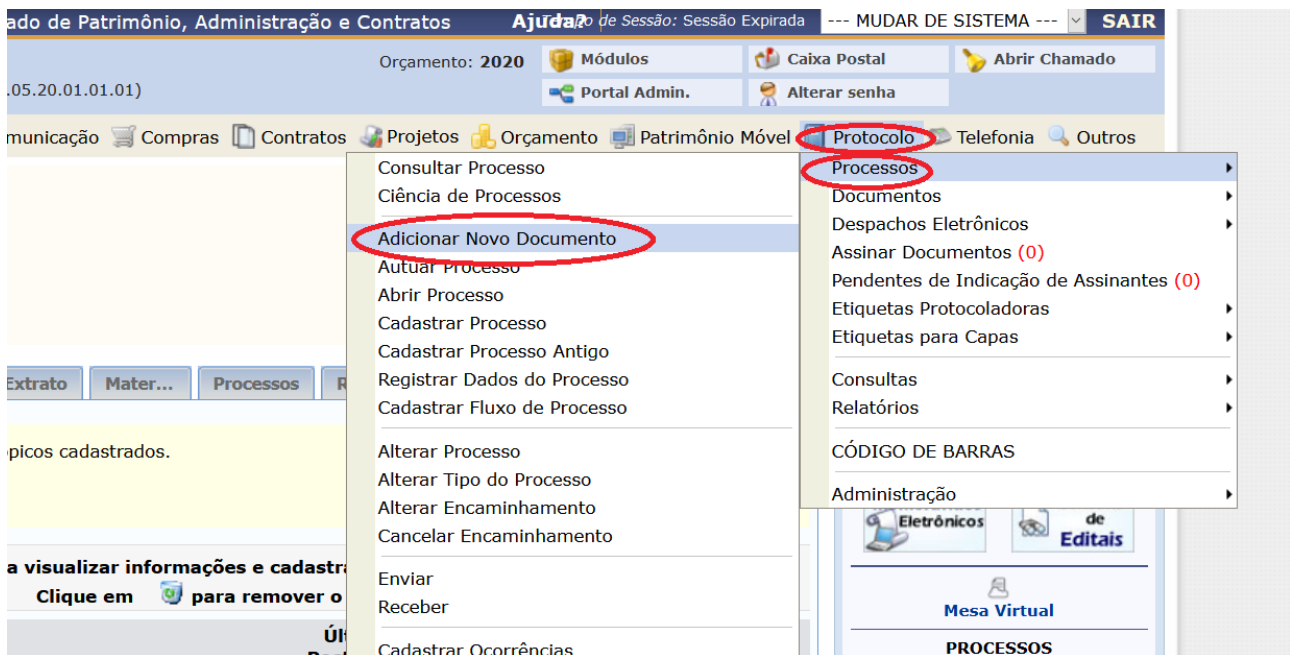 ado de Patrimônio, Administração e Contratos Ajuda? de Sessão: Sessão Expirada --- MUDAR DE SISTEMA --- SAIR
Orçamento: 2020 Módulos Caixa Postal Abrir Chamado
.05.20.01.01.01) Portal Admin. Alterar senha
municação Compras Contratos Projetos Orçamento Patrimônio Móvel Protocolo Telefonia Outros
Consultar Processo
Ciência de Processos
Adicionar Novo Documento
Autuar Processo
Abrir Processo
Cadastrar Processo
Cadastrar Processo Antigo
Registrar Dados do Processo
Cadastrar Fluxo de Processo
Alterar Processo
Alterar Tipo do Processo
Alterar Encaminhamento
Cancelar Encaminhamento
Enviar
Receber
Cadastrar Ocorrências
Processos
Documentos
Despachos Eletrônicos
Assinar Documentos (0)
Pendentes de Indicação de Assinantes (0)
Etiquetas Protocoladoras
Etiquetas para Capas
Consultas
Relatórios
CÓDIGO DE BARRAS
Administração
Extrato Mater... Processos R
picos cadastrados.
a visualizar informações e cadastra
Clique em para remover o
Úl
Eletrônicos
de
Editais
Mesa Virtual
PROCESSOS